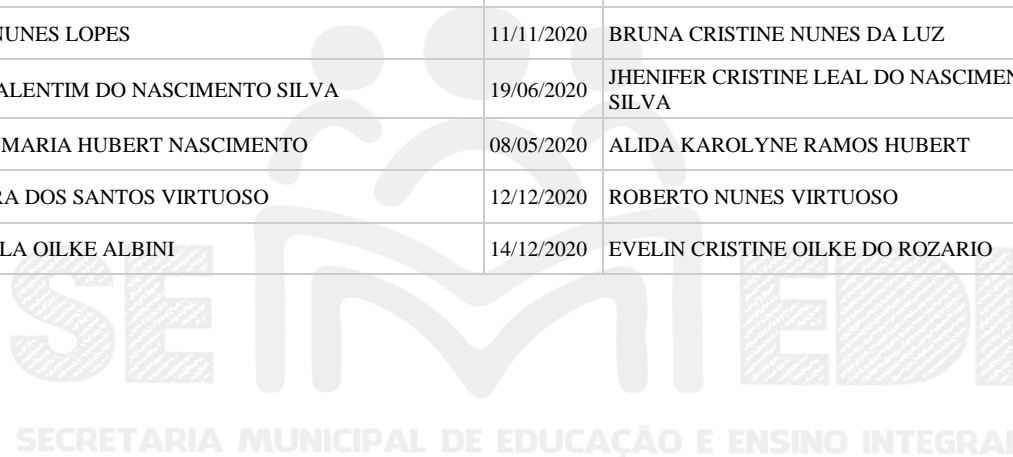 NUNES LOPES 11/11/2020 BRUNA CRISTINE NUNES DA LUZ
ALENTIM DO NASCIMENTO SILVA 19/06/2020 JHENIFER CRISTINE LEAL DO NASCIMEN
SILVA
MARIA HUBERT NASCIMENTO 08/05/2020 ALIDA KAROLYNE RAMOS HUBERT
RA DOS SANTOS VIRTUOSO 12/12/2020 ROBERTO NUNES VIRTUOSO
LA OILKE ALBINI 14/12/2020 EVELIN CRISTINE OILKE DO ROZARIO
SEMEDI
SECRETARIA MUNICIPAL DE EDUCAÇÃO E ENSINO INTEGRAL